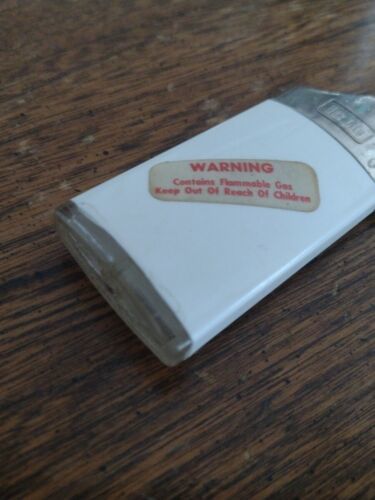 WARNING
Contains Flammable Gas
Keep Out Of Reach Of Children